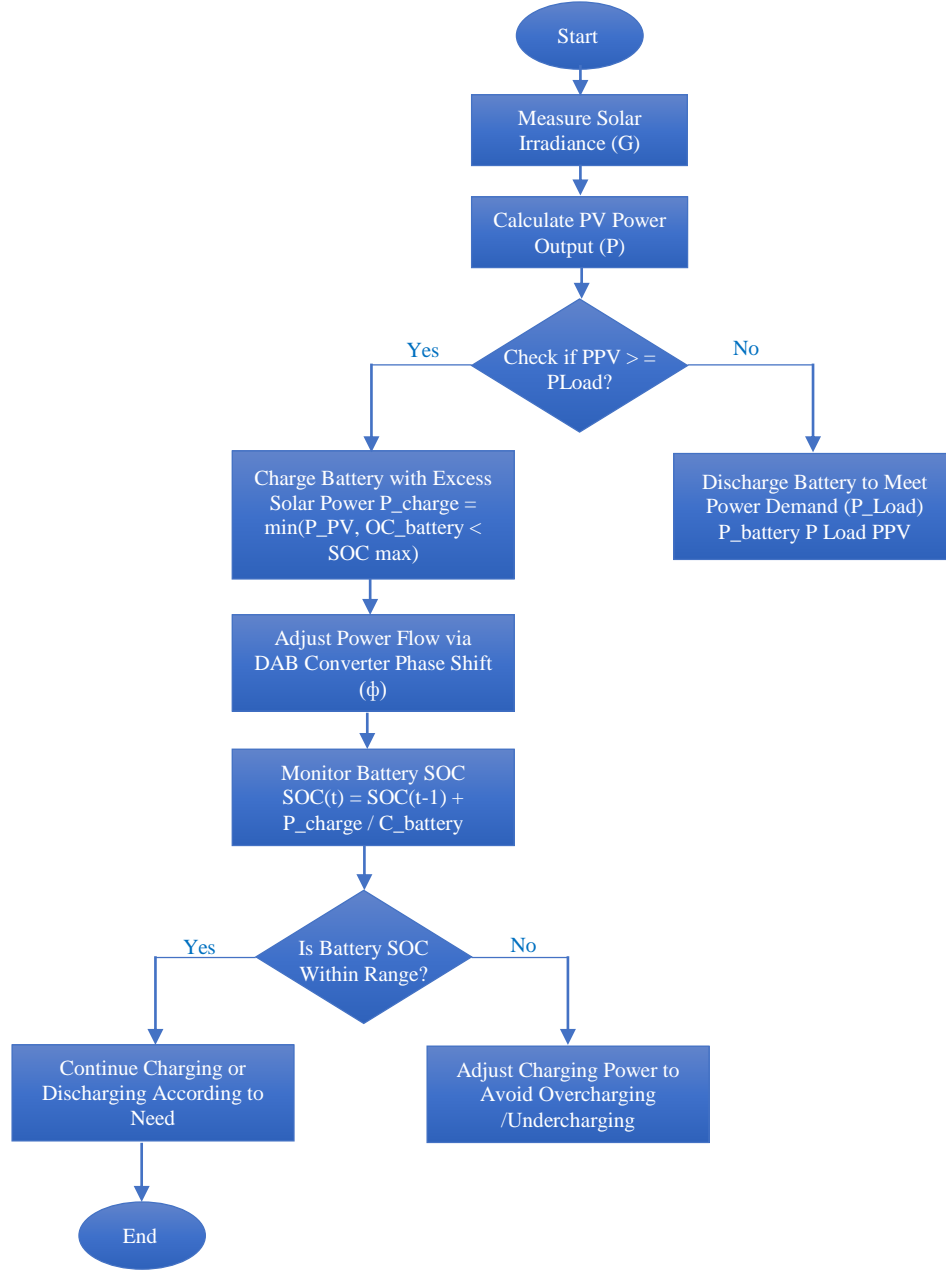 Start
Measure Solar
Irradiance (G)
Calculate PV Power
Output (P)
Check if PPV > =
PLoad?
Yes
No
Charge Battery with Excess
Solar Power P_charge =
min(P_PV, OC_battery <
SOC max)
Discharge Battery to Meet
Power Demand (P_Load)
P_battery P Load PPV
Adjust Power Flow via
DAB Converter Phase Shift
(ф)
Monitor Battery SOC
SOC(t) = SOC(t-1) +
P_charge / C_battery
Is Battery SOC
Within Range?
Yes
No
Continue Charging or
Discharging According to
Need
Adjust Charging Power to
Avoid Overcharging
/Undercharging
End